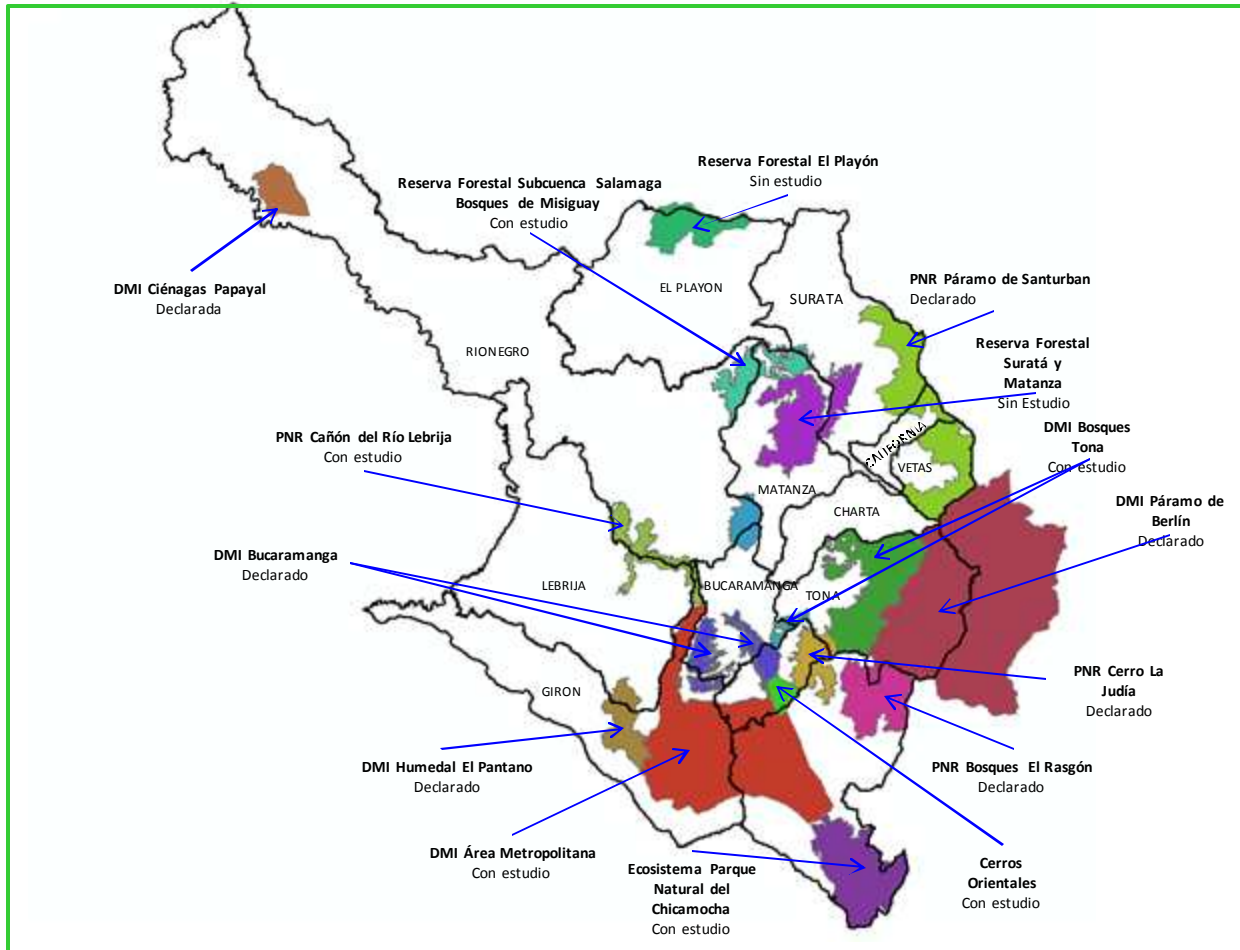 Reserva Forestal El Playón
Sin estudio
Reserva Forestal Subcuenca Salamaga
Bosques de Misiguay
Con estudio
DMI Ciénagas Papayal
Declarada
EL PLAYON
SURATA
PNR Páramo de Santurban
Declarado
RIONEGRO
Reserva Forestal
Suratá y
Matanza
Sin Estudio
PNR Cañón del Río Lebrija
Con estudio
CALIFORNIA
DMI Bosques
Tona
Con estudio
VETAS
MATANZA
CHARTA
DMI Páramo de
Berlín
Declarado
DMI Bucaramanga
Declarado
LEBRIJA
BUCARAMANGA
TONA
PNR Cerro La
Judía
Declarado
GIRON
DMI Humedal El Pantano
Declarado
PNR Bosques El Rasgón
Declarado
DMI Área Metropolitana
Con estudio
Ecosistema Parque
Natural del
Chicamocha
Con estudio
Cerros
Orientales
Con estudio